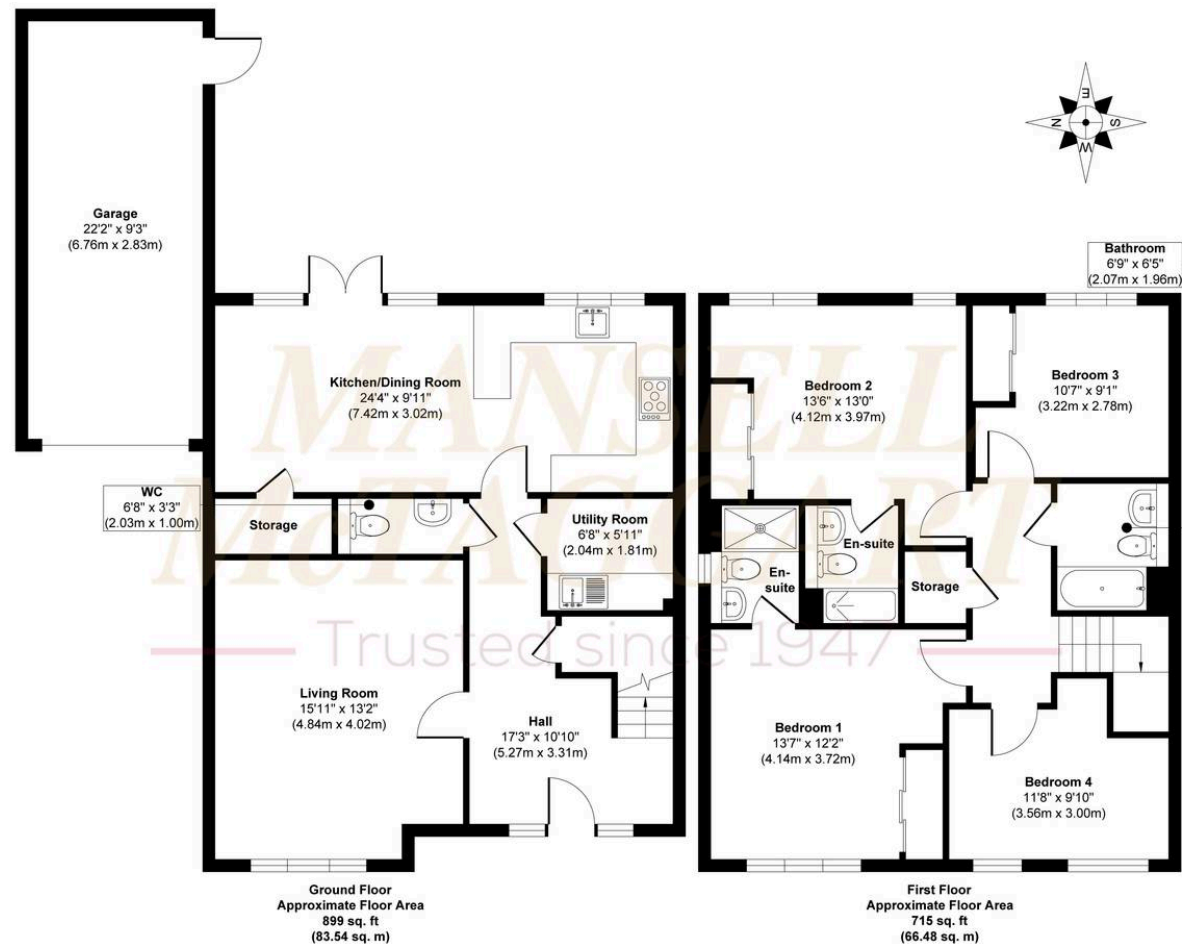 Garage
22'2" x 9'3"
(6.76m x 2.83m)
E
N
S
W
Bathroom
6'9" x 6'5"
(2.07m x 1.96m)
Kitchen/Dining Room
24'4" x 9'11"
(7.42m x 3.02m)
Bedroom 2
13'6" x 13'0"
(4.12m x 3.97m)
Bedroom 3
10'7" x 9'1"
(3.22m x 2.78m)
MANSELL
McTAGGART
Trusted since 1947
WC
6'8" x 3'3"
(2.03m x 1.00m)
Storage
Utility Room
6'8" x 5'11"
(2.04m x 1.81m)
En-
suite
En-suite
Storage
Living Room
15'11" x 13'2"
(4.84m x 4.02m)
Hall
17'3" x 10'10"
(5.27m x 3.31m)
Bedroom 1
13'7" x 12'2"
(4.14m x 3.72m)
Bedroom 4
11'8" x 9'10"
(3.56m x 3.00m)
Ground Floor
Approximate Floor Area
899 sq. ft
(83.54 sq. m)
First Floor
Approximate Floor Area
715 sq. ft
(66.48 sq. m)